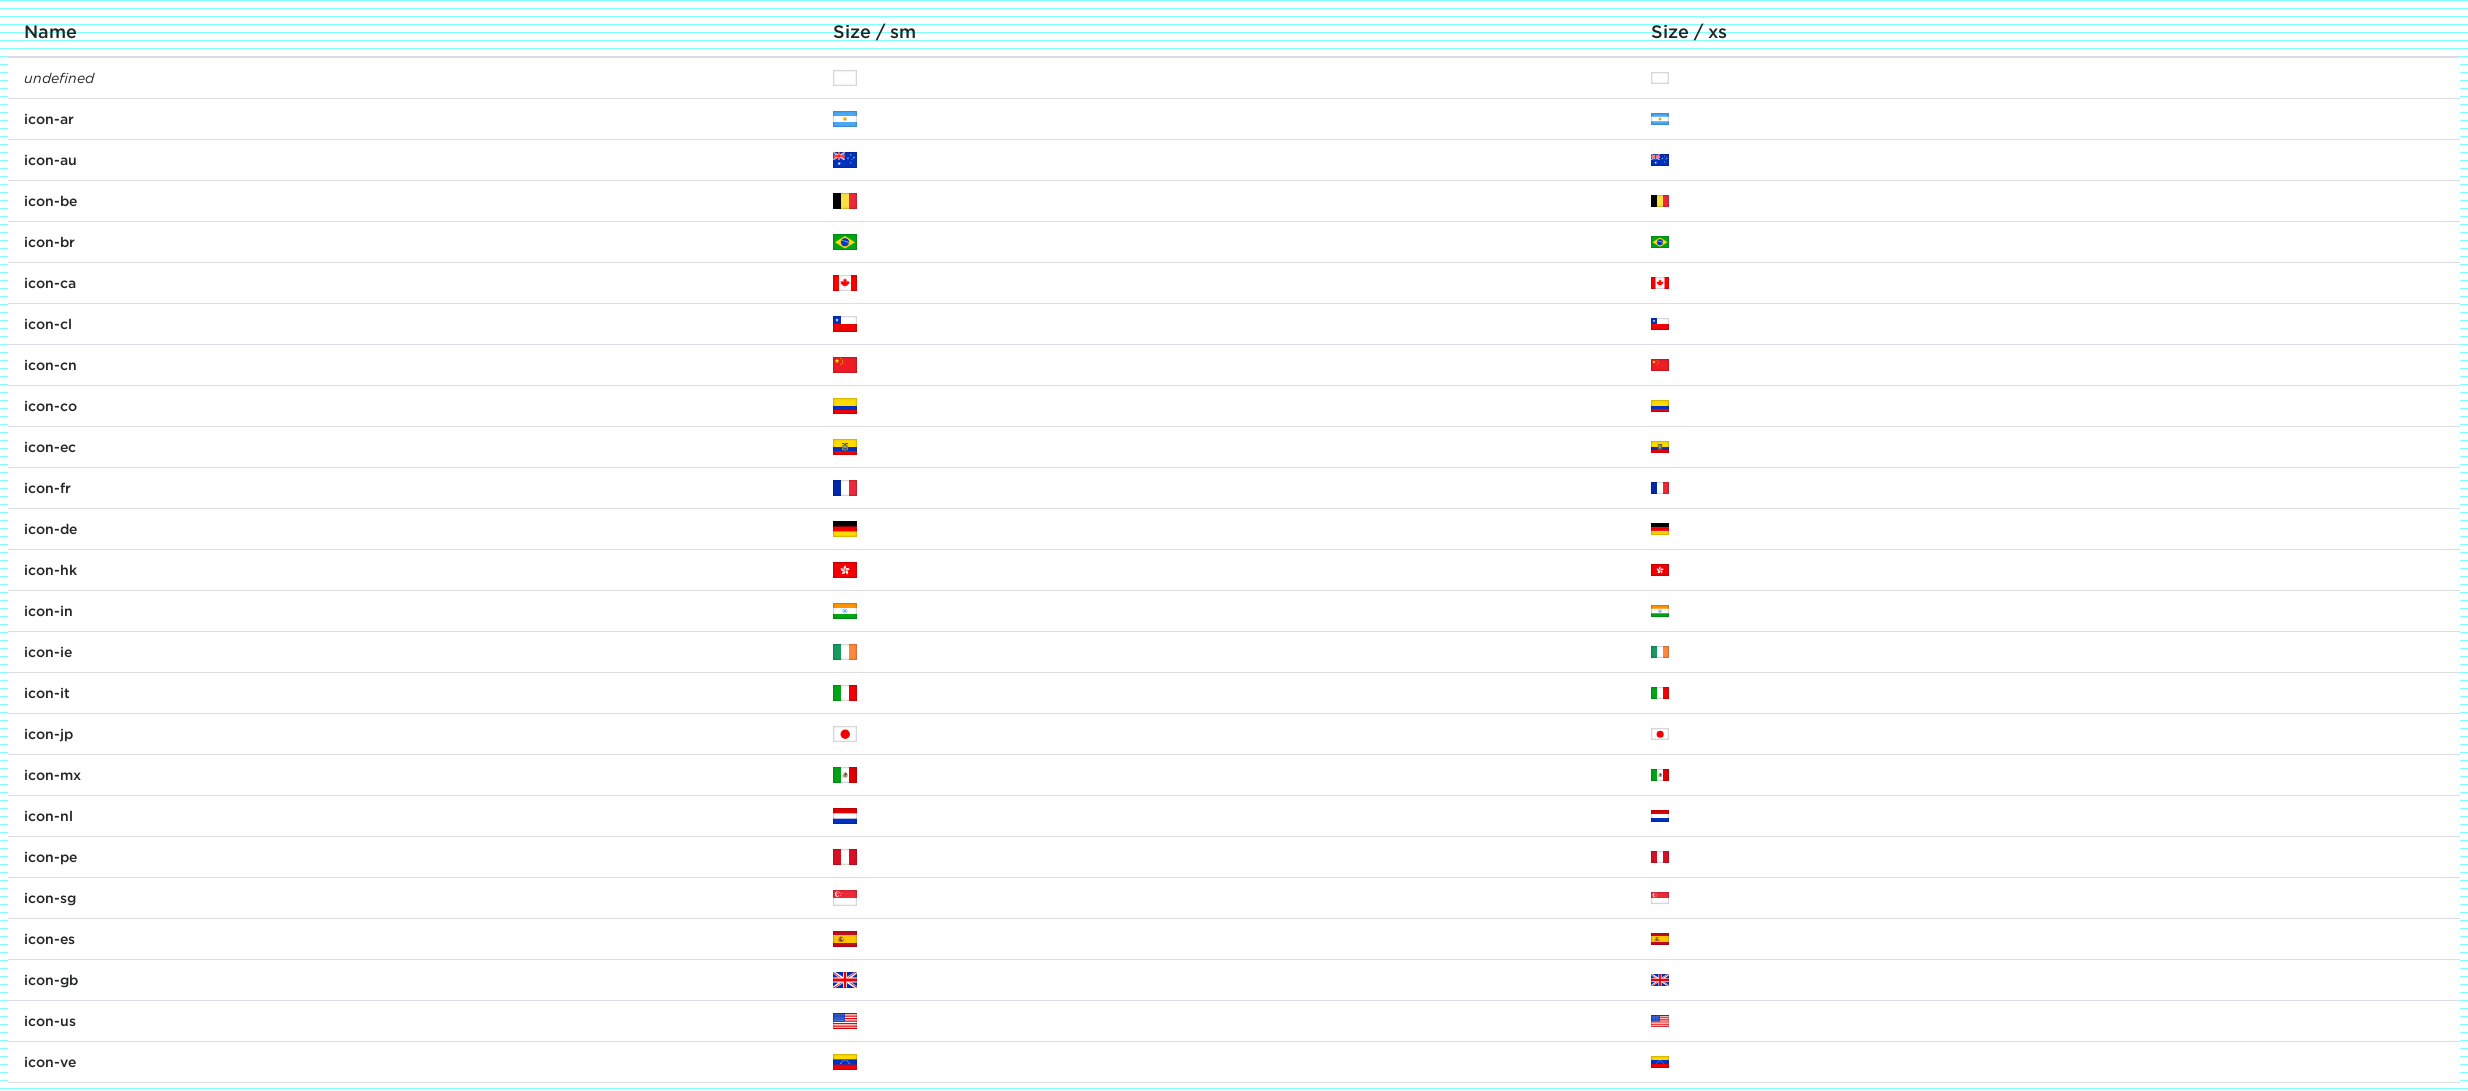 Name Size / sm Size / xs
undefined
icon-ar
icon-au
icon-be
icon-br
icon-ca
icon-cl
icon-cn
icon-co
icon-ec
icon-fr
icon-de
icon-hk
icon-in
icon-ie
icon-it
icon-jp
icon-mx
icon-nl
icon-pe
icon-sg
icon-es
icon-gb
icon-us
icon-ve